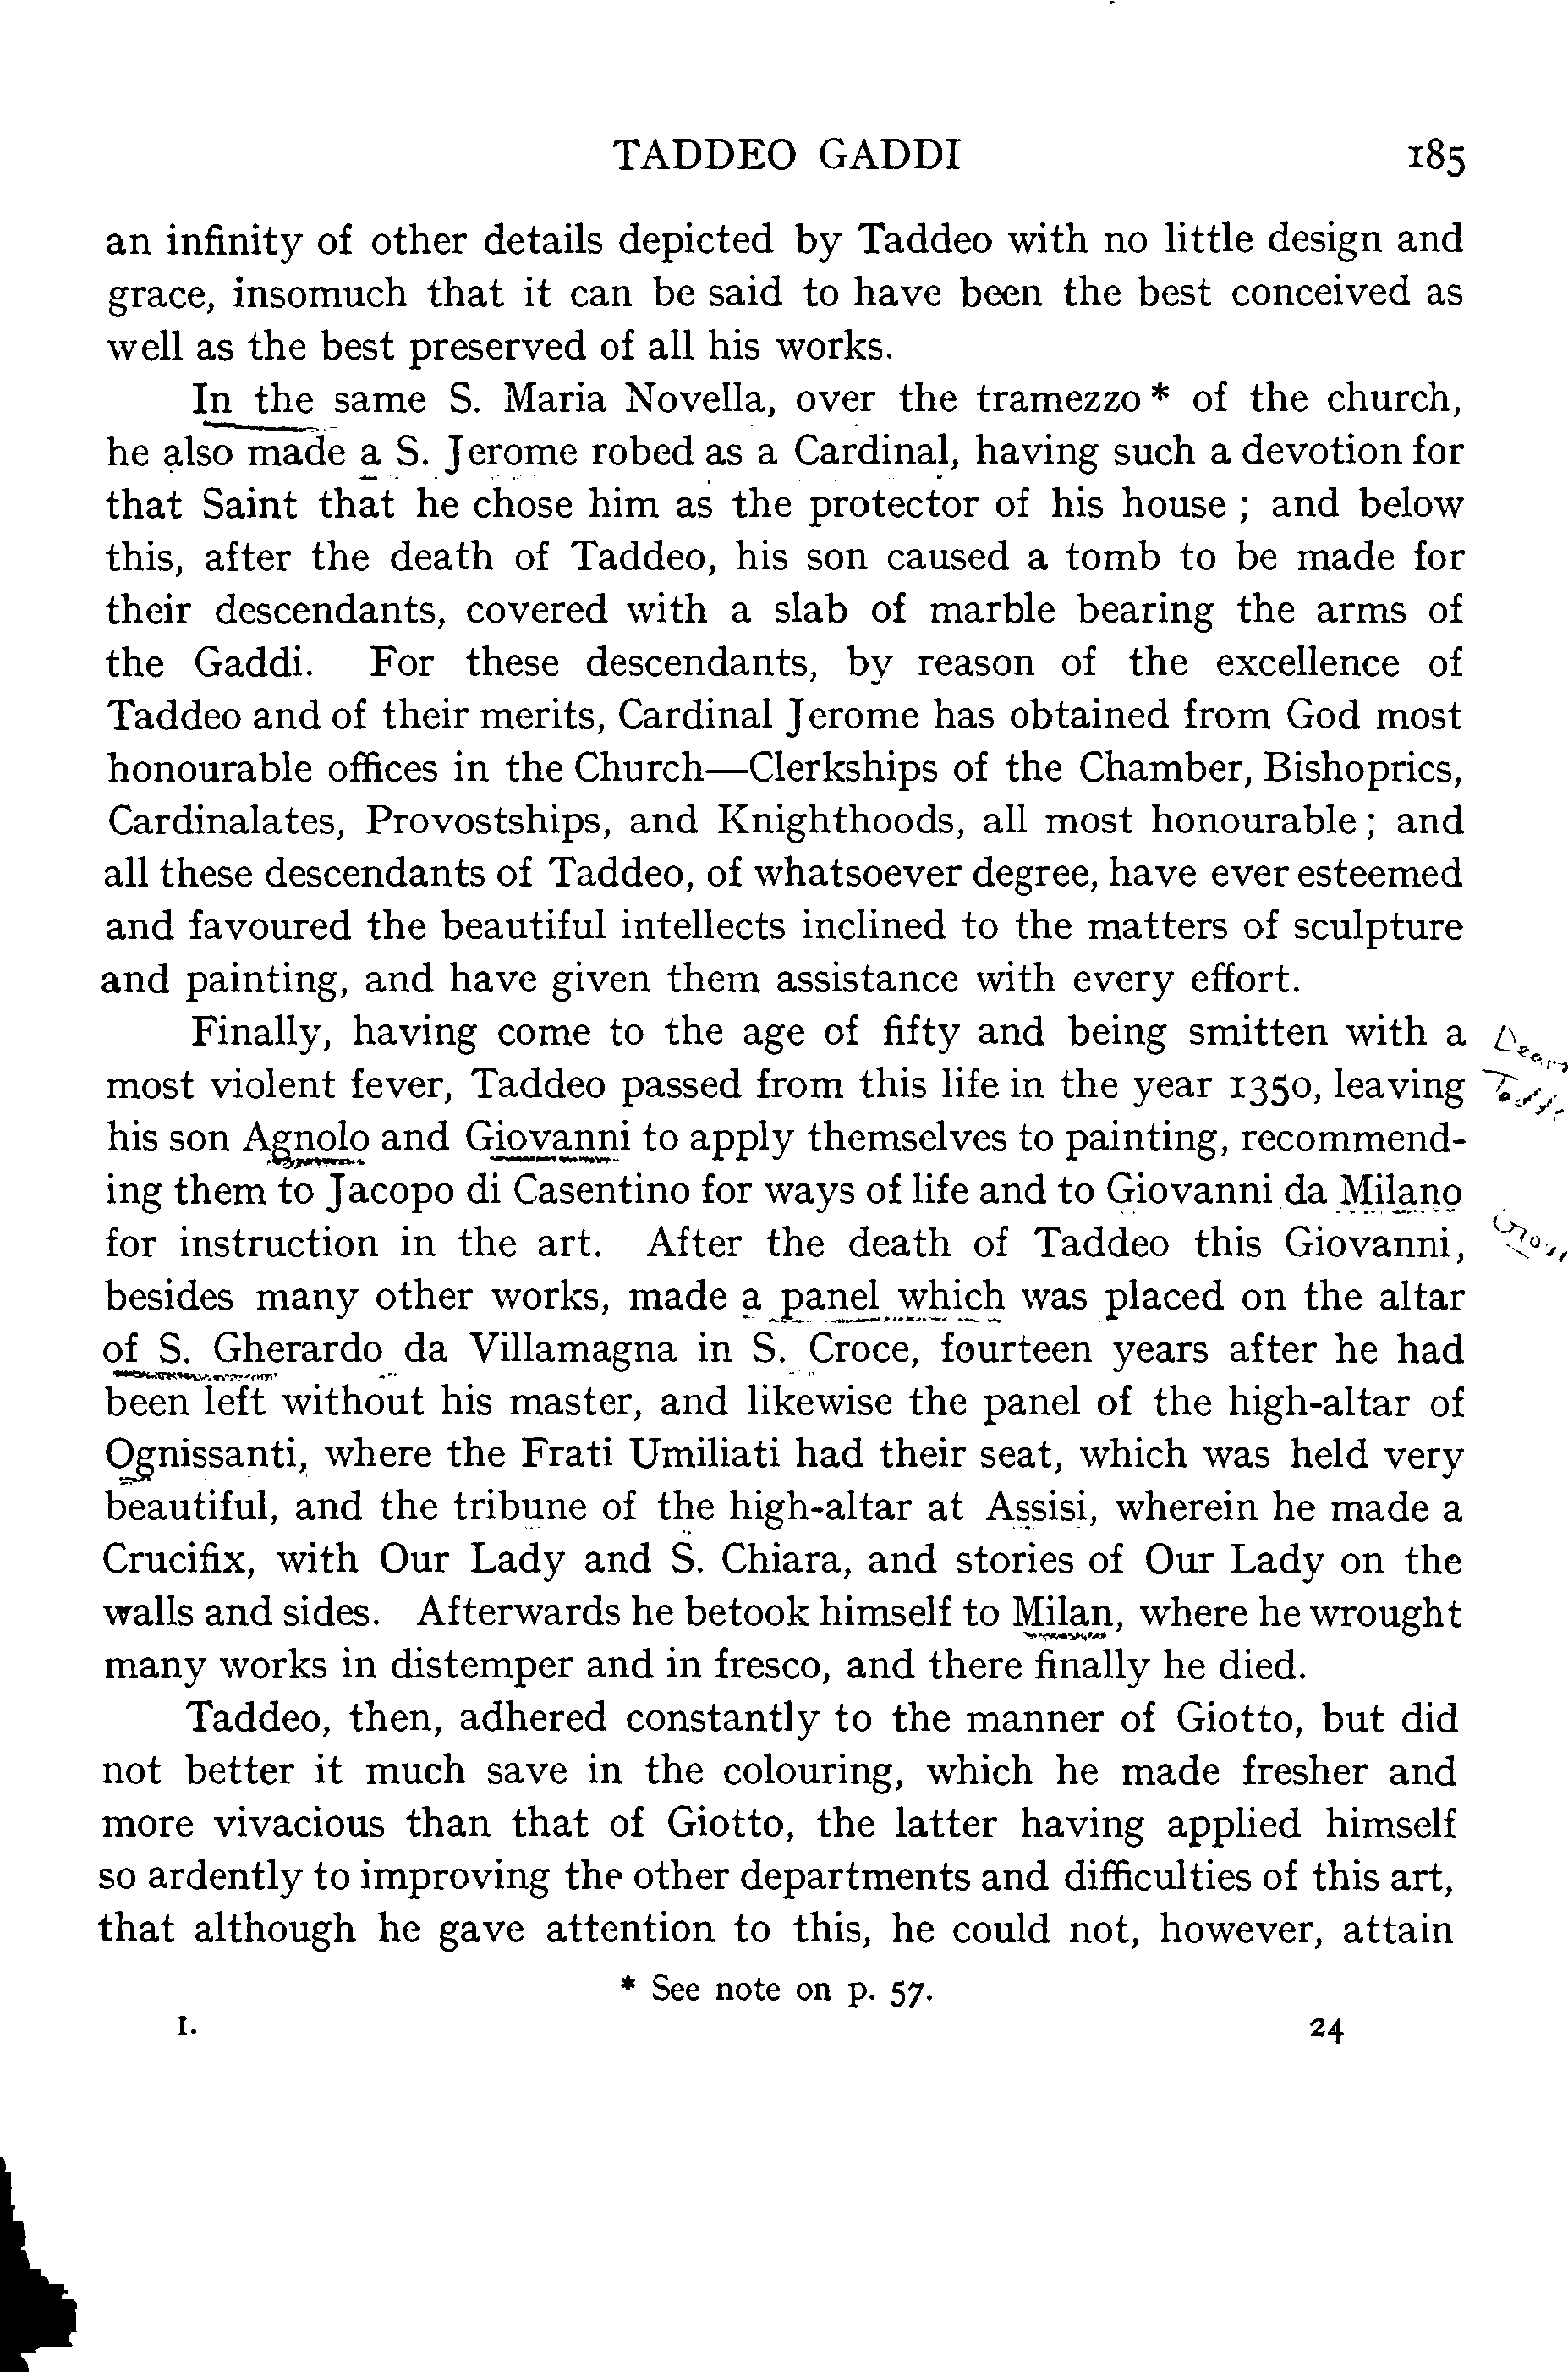 TADDEO GADDI 185
an infinity of other details depicted by Taddeo with no little design and
grace, insomuch that it can be said to have been the best conceived as
well as the best preserved of all his works.
In the same S. Maria Novella, over the tramezzo * of the church,
he also made a S. Jerome robed as a Cardinal, having such a devotion for
that Saint that he chose him as the protector of his house ; and below
this, after the death of Taddeo, his son caused a tomb to be made for
their descendants, covered with a slab of marble bearing the arms of
the Gaddi. For these descendants, by reason of the excellence of
Taddeo and of their merits, Cardinal Jerome has obtained from God most
honourable offices in the Church—Clerkships of the Chamber, Bishoprics,
Cardinalates, Provostships, and Knighthoods, all most honourable ; and
all these descendants of Taddeo, of whatsoever degree, have ever esteemed
and favoured the beautiful intellects inclined to the matters of sculpture
and painting, and have given them assistance with every effort.
Finally, having come to the age of fifty and being smitten with a
most violent fever, Taddeo passed from this life in the year 1350, leaving
his son Agnolo and Giovanni to apply themselves to painting, recommend-
ing them to Jacopo di Casentino for ways of life and to Giovanni da Milano
for instruction in the art. After the death of Taddeo this Giovanni,
besides many other works, made a panel which was placed on the altar
of S. Gherardo da Villamagna in S. Croce, fourteen years after he had
been left without his master, and likewise the panel of the high-altar of
Ognissanti, where the Frati Umiliati had their seat, which was held very
beautiful, and the tribune of the high-altar at Assisi, wherein he made a
Crucifix, with Our Lady and S. Chiara, and stories of Our Lady on the
walls and sides. Afterwards he betook himself to Milan, where he wrought
many works in distemper and in fresco, and there finally he died.
Taddeo, then, adhered constantly to the manner of Giotto, but did
not better it much save in the colouring, which he made fresher and
more vivacious than that of Giotto, the latter having applied himself
so ardently to improving the other departments and difficulties of this art,
that although he gave attention to this, he could not, however, attain
* See note on p. 57.
I. 24